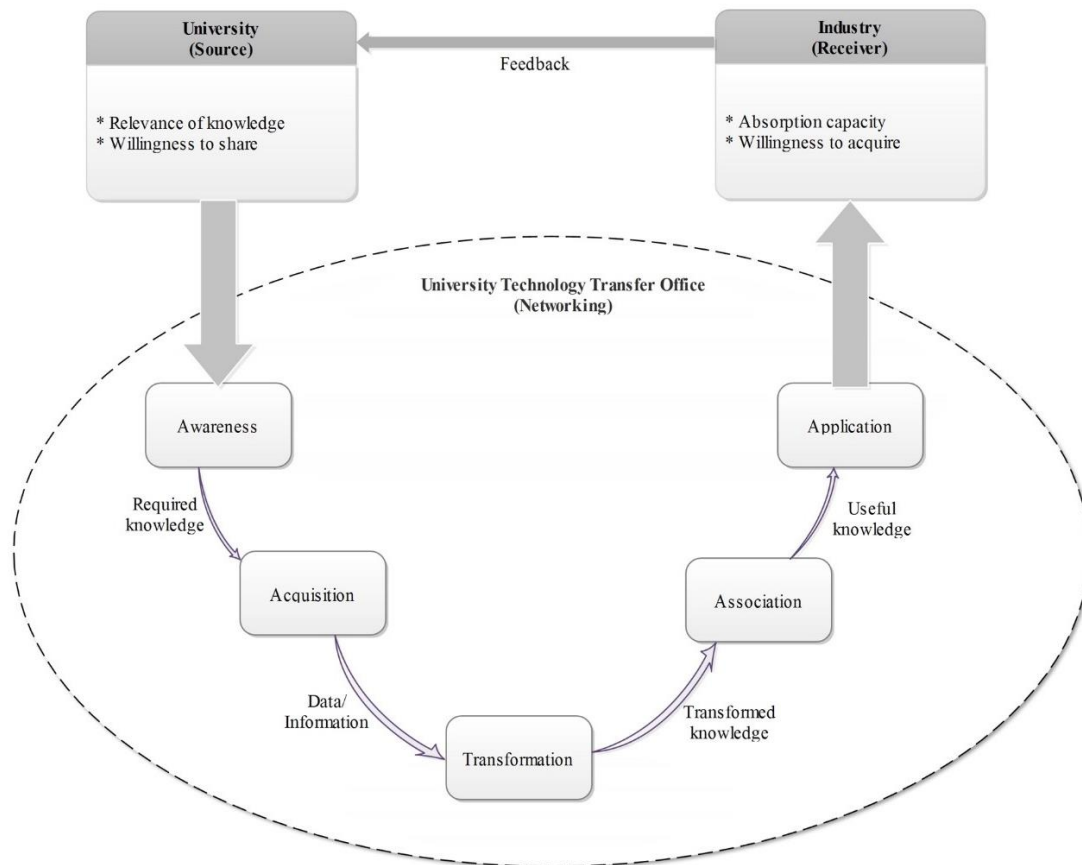 University
(Source)
* Relevance of knowledge
* Willingness to share
Feedback
Industry
(Receiver)
* Absorption capacity
* Willingness to acquire
University Technology Transfer Office
(Networking)
Awareness
Required
knowledge
Acquisition
Data/
Information
Transformation
Transformed
knowledge
Association
Useful
knowledge
Application